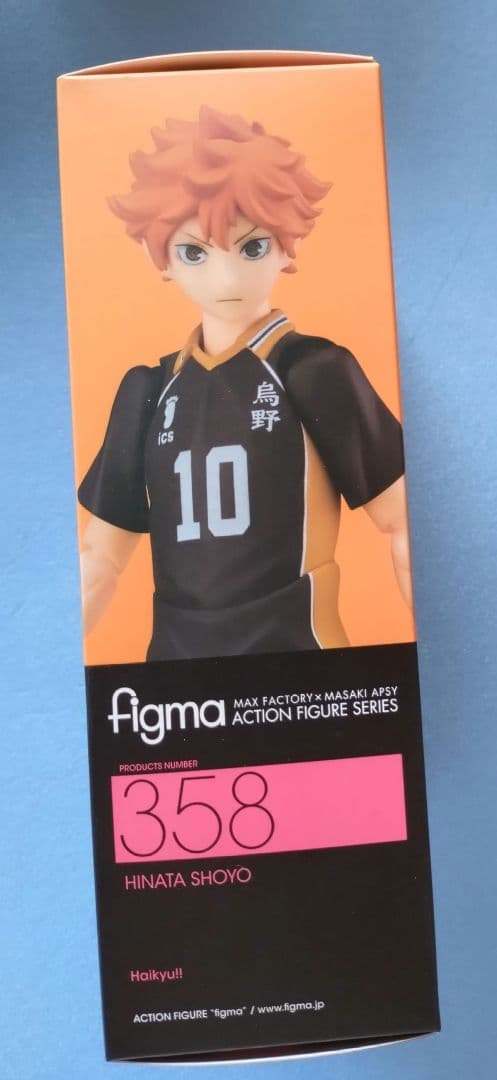 烏野
ics
10
figma
MAX FACTORY × MASAKI APSY
ACTION FIGURE SERIES
PRODUCTS NUMBER
358
HINATA SHOYO
Haikyu!!
ACTION FIGURE "figma" / www.figma.jp